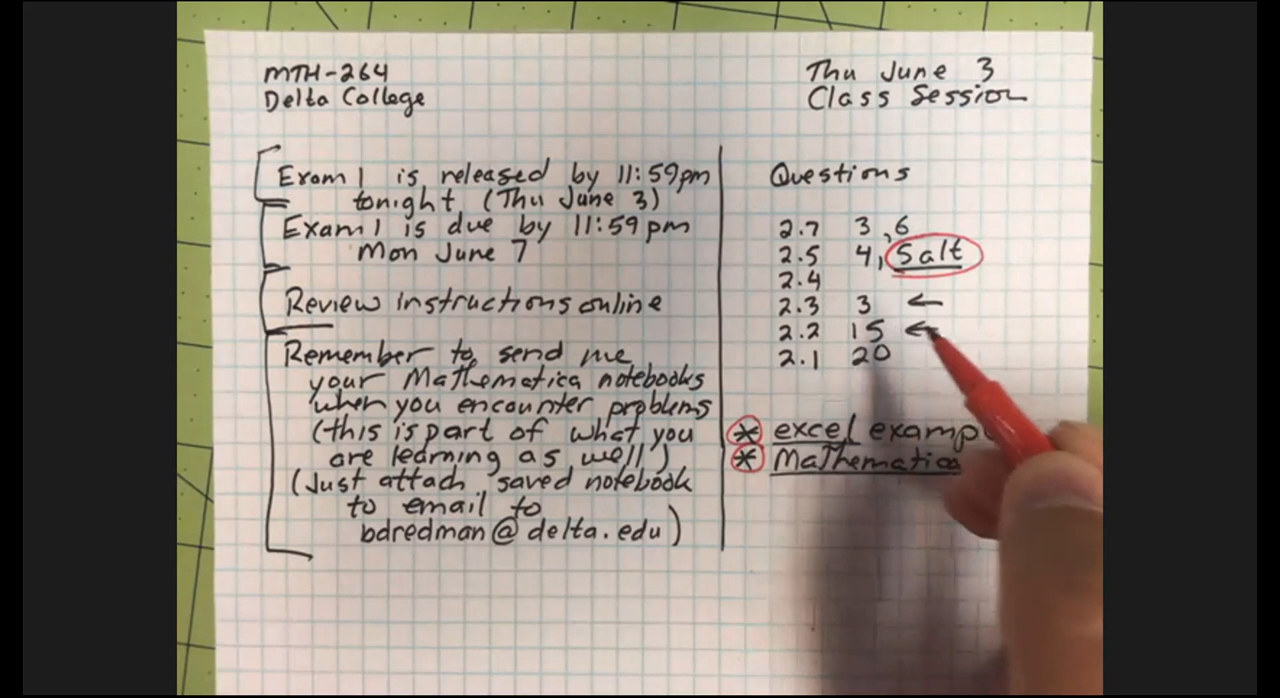 MTH-264
Delta College
Thu June 3
Class Session
Exam 1 is released by 11:59pm
tonight (Thu June 3)
Exam 1 is due by 11:59pm
Mon June 7
Review instructions online
Remember to send me
your Mathematica notebooks
when you encounter problems
(this is part of what you
are learning as well)
(Just attach saved notebook
to email to
bdredman@delta.edu)
Questions
2.7 3, 6
2.5 4, Salt
2.4
2.3 3 ←
2.2 15 ←
2.1 20
* excel examp
* Mathematica